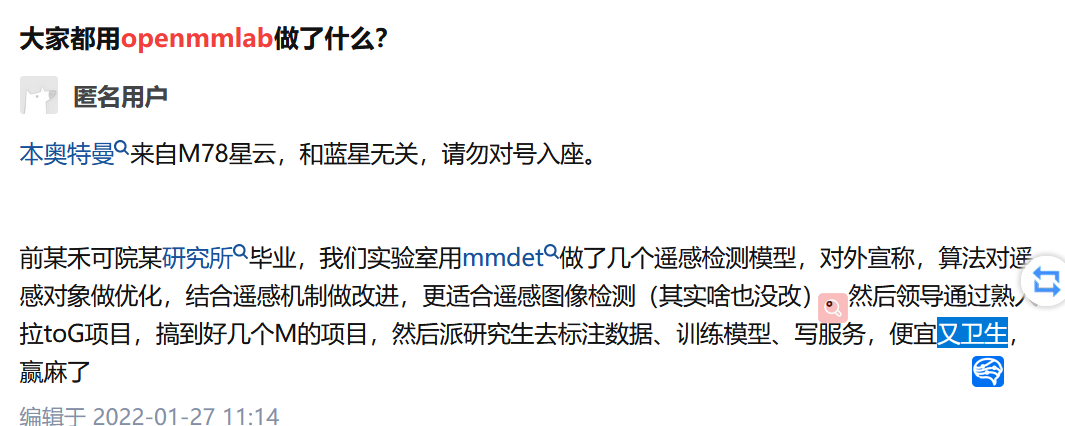 大家都用openmmlab做了什么?
匿名用户
本奥特曼来自M78星云，和蓝星无关，请勿对号入座。
前某禾可院某研究所毕业，我们实验室用mmdet做了几个遥感检测模型，对外宣称，算法对遥
感对象做优化，结合遥感机制做改进，更适合遥感图像检测（其实啥也没改）然后领导通过熟人
拉toG项目，搞到好几个M的项目，然后派研究生去标注数据、训练模型、写服务，便宜又卫生，
赢麻了
编辑于 2022-01-27 11:14